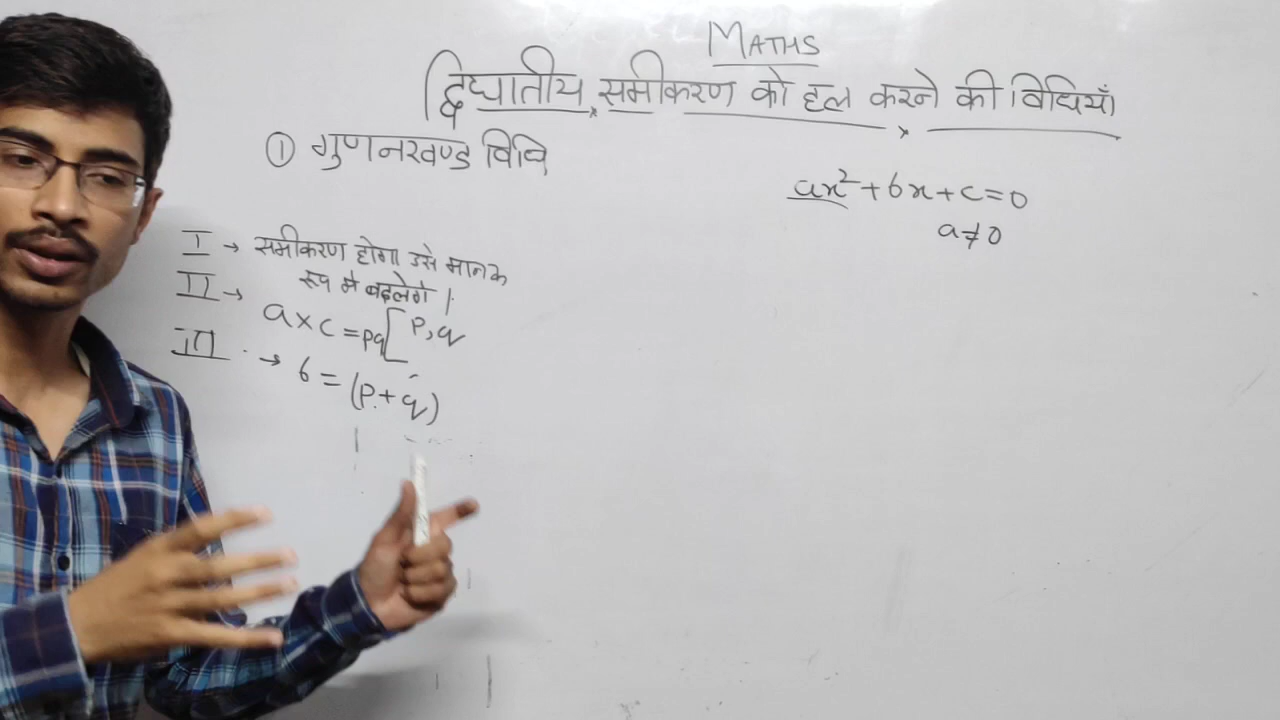 MATHS
द्विघातीय समीकरण को हल करने की विधियाँ
① गुणनखण्ड विधि
ax²+bx+c=0
a≠0
I → समीकरण होगा उसे मानक
रूप में बदलेगे।
II → a×c=pq[p,q
III → b=(p+q)